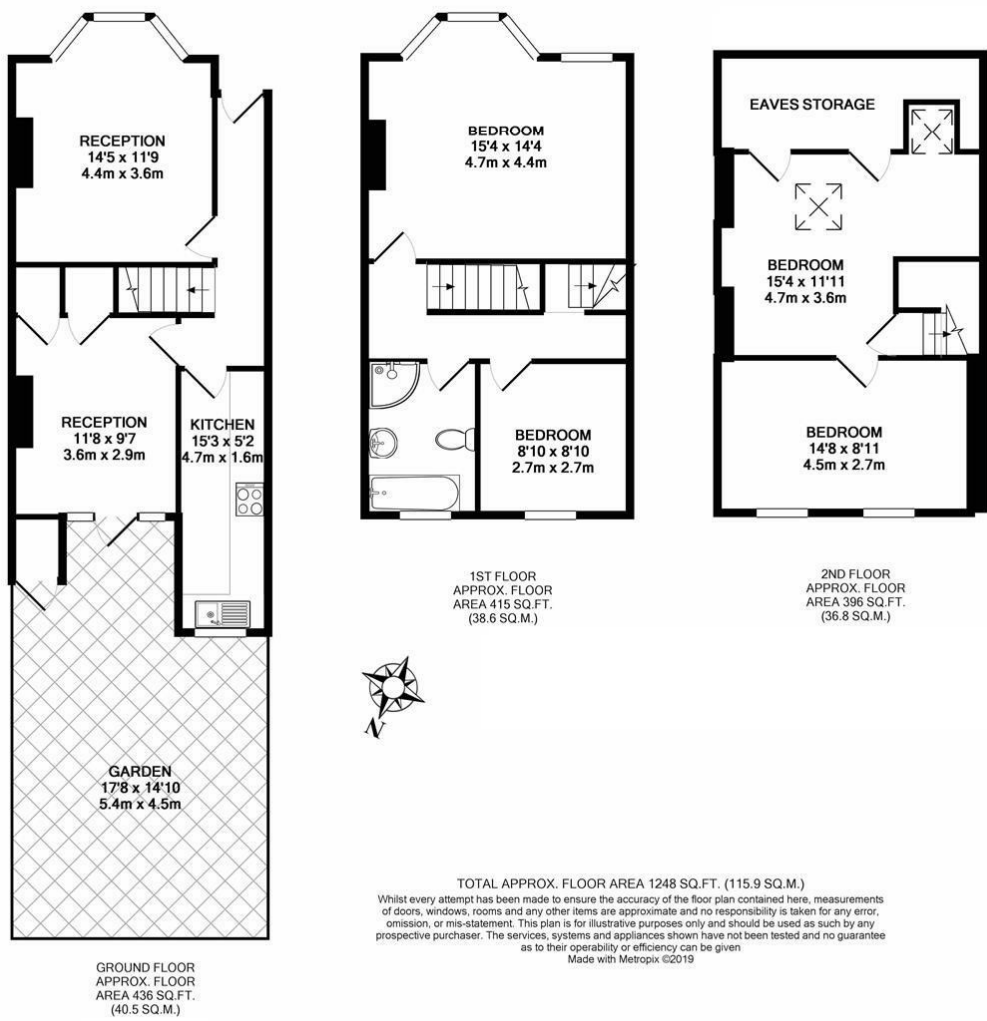 RECEPTION
14'5 x 11'9
4.4m x 3.6m
RECEPTION
11'8 x 9'7
3.6m x 2.9m
KITCHEN
15'3 x 5'2
4.7m x 1.6m
GARDEN
17'8 x 14'10
5.4m x 4.5m
GROUND FLOOR
APPROX. FLOOR
AREA 436 SQ.FT.
(40.5 SQ.M.)
BEDROOM
15'4 x 14'4
4.7m x 4.4m
BEDROOM
8'10 x 8'10
2.7m x 2.7m
1ST FLOOR
APPROX. FLOOR
AREA 415 SQ.FT.
(38.6 SQ.M.)
EAVES STORAGE
BEDROOM
15'4 x 11'11
4.7m x 3.6m
BEDROOM
14'8 x 8'11
4.5m x 2.7m
2ND FLOOR
APPROX. FLOOR
AREA 396 SQ.FT.
(36.8 SQ.M.)
N
TOTAL APPROX. FLOOR AREA 1248 SQ.FT. (115.9 SQ.M.)
Whilst every attempt has been made to ensure the accuracy of the floor plan contained here, measurements
of doors, windows, rooms and any other items are approximate and no responsibility is taken for any error,
omission, or mis-statement. This plan is for illustrative purposes only and should be used as such by any
prospective purchaser. The services, systems and appliances shown have not been tested and no guarantee
as to their operability or efficiency can be given
Made with Metropix ©2019